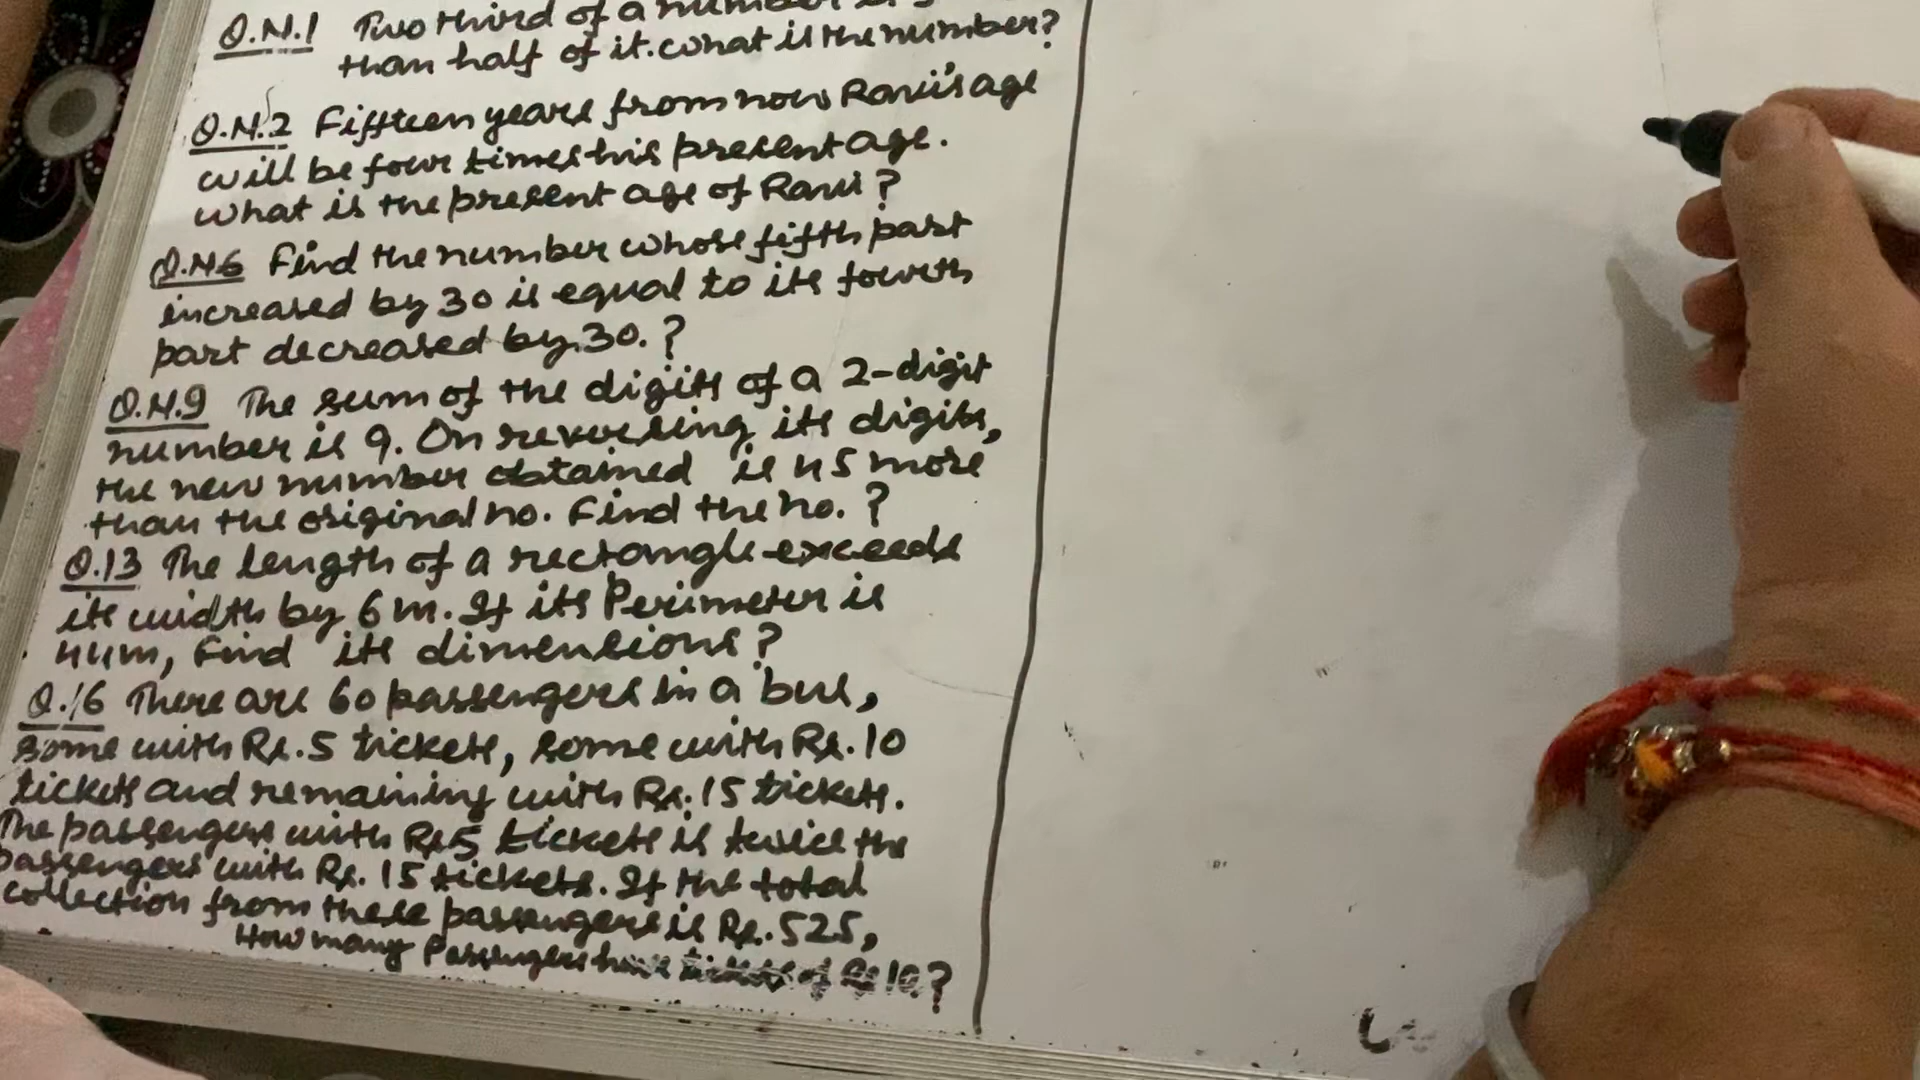 Q.N.1 Two third of a number is
than half of it. What is the number?
Q.N.2 Fifteen years from now Ravi's age
will be four times his present age.
What is the present age of Ravi?
Q.N.6 Find the number whose fifth part
increased by 30 is equal to its fourth
part decreased by 30.?
Q.N.9 The sum of the digits of a 2-digit
number is 9. On reversing its digits,
the new number obtained is 45 more
than the original no. Find the no. ?
Q.13 The length of a rectangle exceeds
its width by 6 m. If its Perimeter is
44m, Find its dimensions?
Q.16 There are 60 passengers in a bus,
some with Rs.5 tickets, some with Rs.10
tickets and remaining with Rs.15 tickets.
The passengers with Rs5 tickets is twice the
passengers with Rs. 15 tickets. If the total
collection from these passengers is Rs.525,
How many Passengers have tickets of Rs 10.?